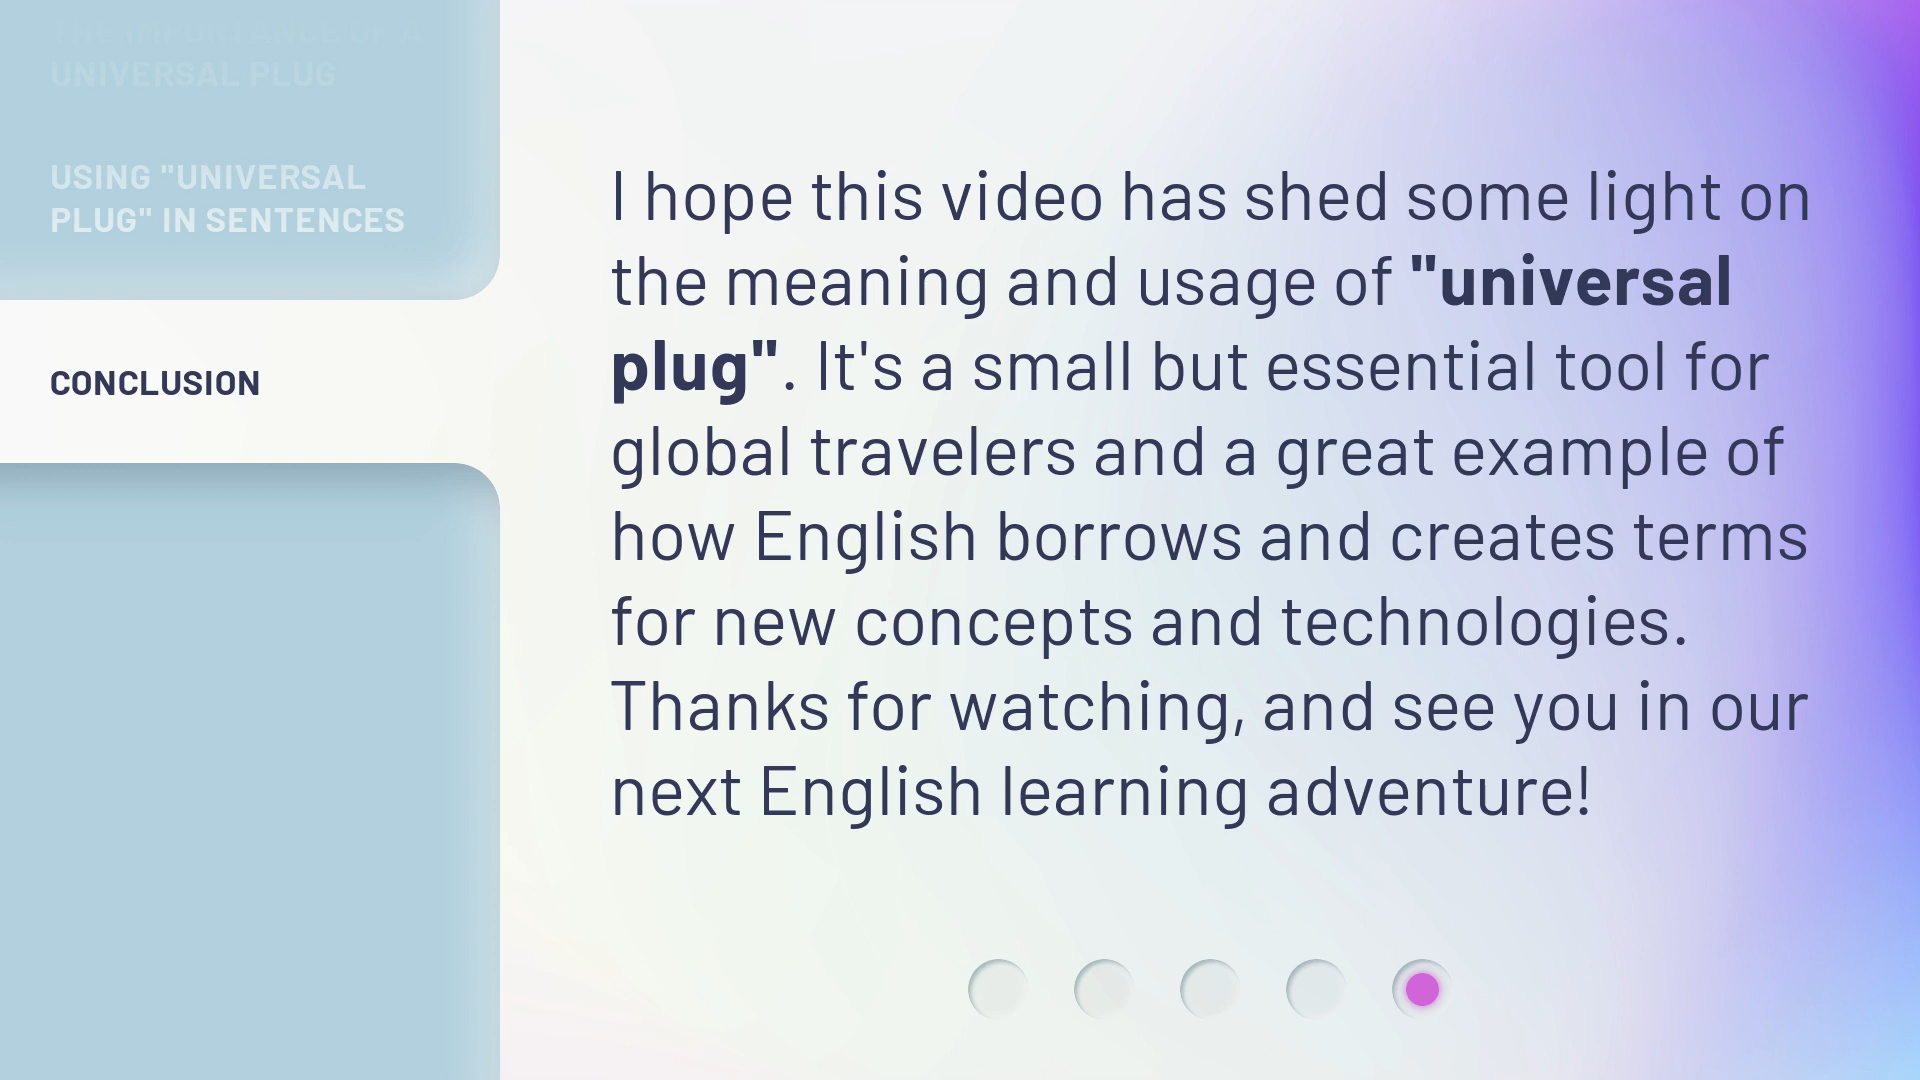 THE IMPORTANCE OF A
UNIVERSAL PLUG
USING "UNIVERSAL
PLUG" IN SENTENCES
CONCLUSION
I hope this video has shed some light on
the meaning and usage of "universal
plug". It's a small but essential tool for
global travelers and a great example of
how English borrows and creates terms
for new concepts and technologies.
Thanks for watching, and see you in our
next English learning adventure!